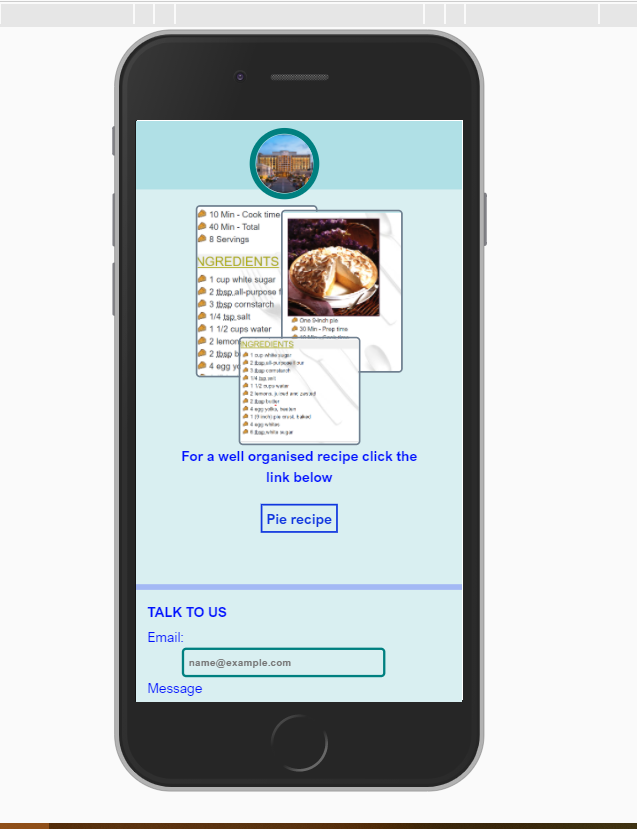 10 Min - Cook time
40 Min - Total
8 Servings
NGREDIENTS
1 cup white sugar
2 tbsp all-purpose f
3 tbsp cornstarch
1/4 tsp salt
1 1/2 cups water
2 lemon
2 tbsp b
4 egg yo
One 9-inch pie
30 Min - Prep time
INGREDIENTS
1 cup white sugar
2 tbsp all-purpose flour
3 tbsp cornstarch
1/4 tsp salt
1 1/2 cups water
2 lemons, juiced and zested
2 tbsp butter
4 egg yolks, beaten
1 (9 inch) pie crust, baked
4 egg whites
6 tbsp white sugar
For a well organised recipe click the
link below
Pie recipe
TALK TO US
Email:
name@example.com
Message